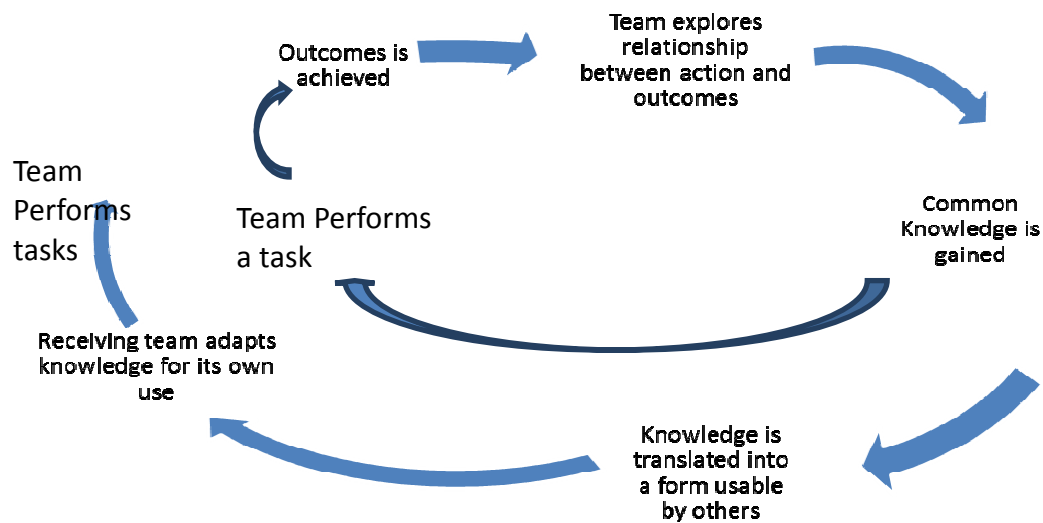 Outcomes is
achieved
Team explores
relationship
between action and
outcomes
Team
Performs
tasks
Team Performs
a task
Common
Knowledge is
gained
Receiving team adapts
knowledge for its own
use
Knowledge is
translated into
a form usable
by others